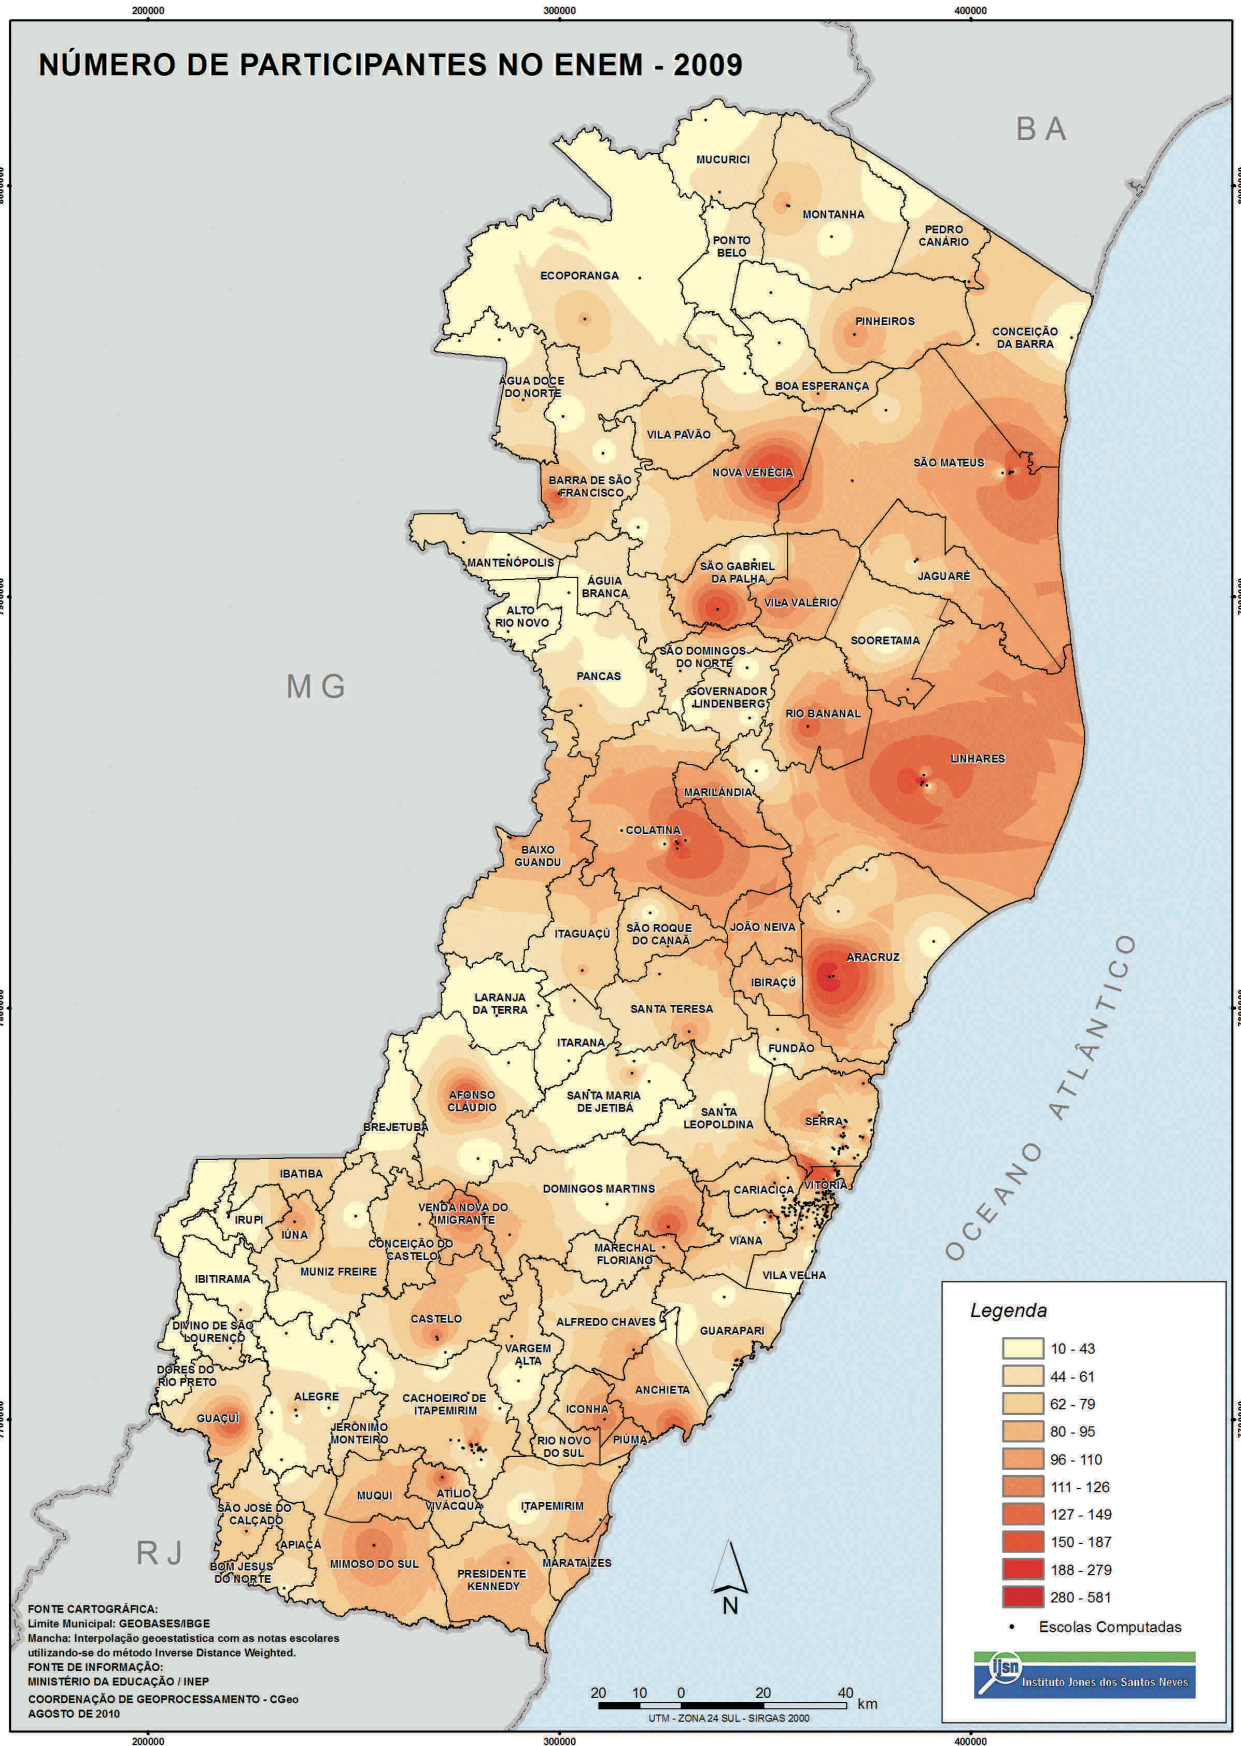 200000
300000
400000
NÚMERO DE PARTICIPANTES NO ENEM - 2009
BA
MUCURICI
MONTANHA
PEDRO
CANÁRIO
PONTO
BELO
ECOPORANGA
PINHEIROS
CONCEIÇÃO
DA BARRA
ÁGUA DOCE
DO NORTE
BOA ESPERANÇA
VILA PAVÃO
NOVA VENÉCIA
SÃO MATEUS
BARRA DE SÃO
FRANCISCO
MANTENÓPOLIS
ÁGUIA
BRANCA
SÃO GABRIEL
DA PALHA
JAGUARÉ
VILA VALÉRIO
ALTO
RIO NOVO
SOORETAMA
SÃO DOMINGOS
DO NORTE
MG
PANCAS
GOVERNADOR
LINDENBERG
RIO BANANAL
LINHARES
MARILÂNDIA
COLATINA
BAIXO
GUANDU
ITAGUAÇÚ
SÃO ROQUE
DO CANAÃ
JOÃO NEIVA
ARACRUZ
IBIRAÇÚ
LARANJA
DA TERRA
SANTA TERESA
ITARANA
FUNDÃO
OCEANO ATLÂNTICO
AFONSO
CLÁUDIO
SANTA MARIA
DE JETIBÁ
SANTA
LEOPOLDINA
SERRA
BREJETUBA
IBATIBA
DOMINGOS MARTINS
CARIACIÇA
VITÓRIA
VENDA NOVA DO
IMIGRANTE
IRUPI
IÚNA
CONCEIÇÃO DO
CASTELO
MARECHAL
FLORIANO
VIANA
IBITIRAMA
MUNIZ FREIRE
VILA VELHA
DIVINO DE SÃO
LOURENÇO
CASTELO
ALFREDO CHAVES
GUARAPARI
VARGEM
ALTA
DORES DO
RIO PRETO
ALEGRE
CACHOEIRO DE
ITAPEMIRIM
ANCHIETA
GUAÇUÍ
ICONHA
JERÔNIMO
MONTEIRO
RIO NOVO
DO SUL
PIÚMA
MUQUI
ATÍLIO
VIVÁCQUA
ITAPEMIRIM
SÃO JOSÉ DO
CALÇADO
APIACÁ
RJ
BOM JESUS
DO NORTE
MIMOSO DO SUL
PRESIDENTE
KENNEDY
MARATAÍZES
Legenda
10 - 43
44 - 61
62 - 79
80 - 95
96 - 110
111 - 126
127 - 149
150 - 187
188 - 279
280 - 581
Escolas Computadas
ijsn
Instituto Jones dos Santos Neves
N
FONTE CARTOGRÁFICA:
Limite Municipal: GEOBASES/IBGE
Mancha: Interpolação geoestatística com as notas escolares
utilizando-se do método Inverse Distance Weighted.
FONTE DE INFORMAÇÃO:
MINISTÉRIO DA EDUCAÇÃO / INEP
COORDENAÇÃO DE GEOPROCESSAMENTO - CGeo
AGOSTO DE 2010
20 10 0 20 40 km
UTM - ZONA 24 SUL - SIRGAS 2000
200000
300000
400000